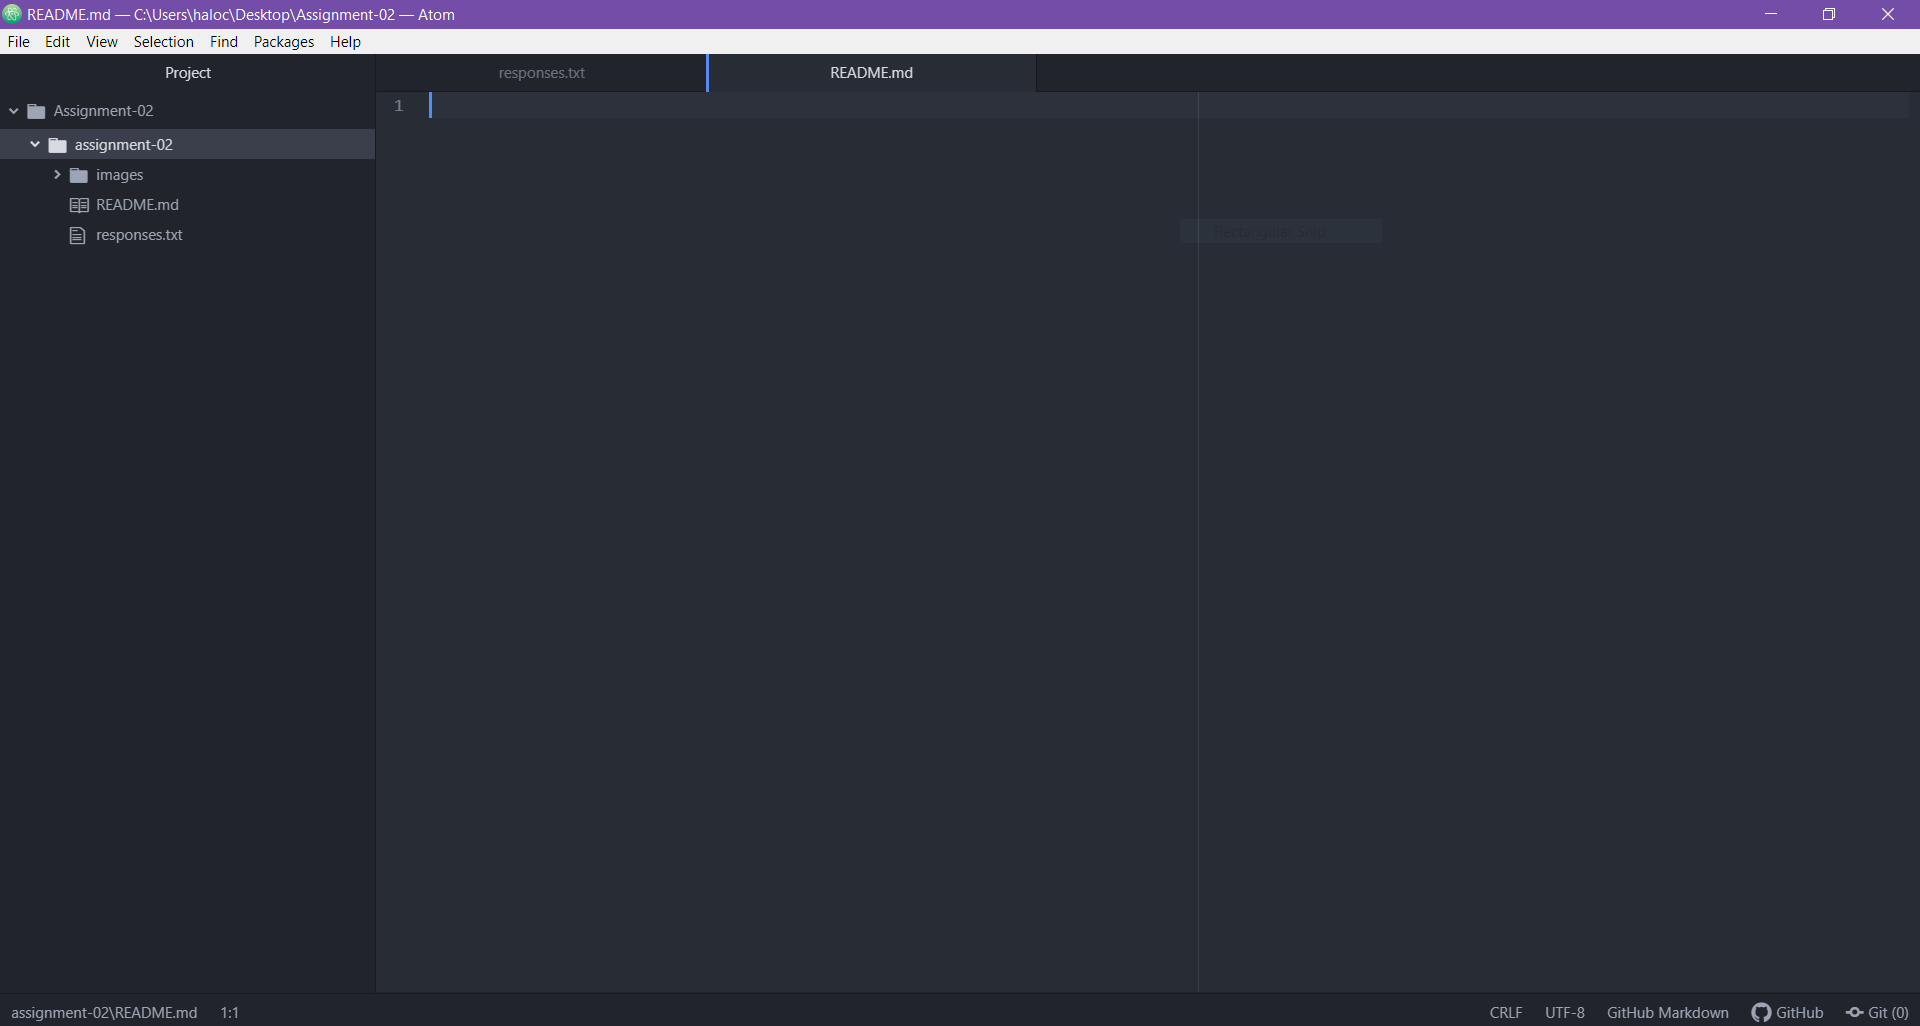 README.md — C:\Users\haloc\Desktop\Assignment-02 — Atom
File Edit View Selection Find Packages Help
Project
responses.txt
README.md
Assignment-02
assignment-02
images
README.md
responses.txt
1
Rectangular Snip
assignment-02\README.md 1:1
CRLF UTF-8 GitHub Markdown GitHub Git (0)